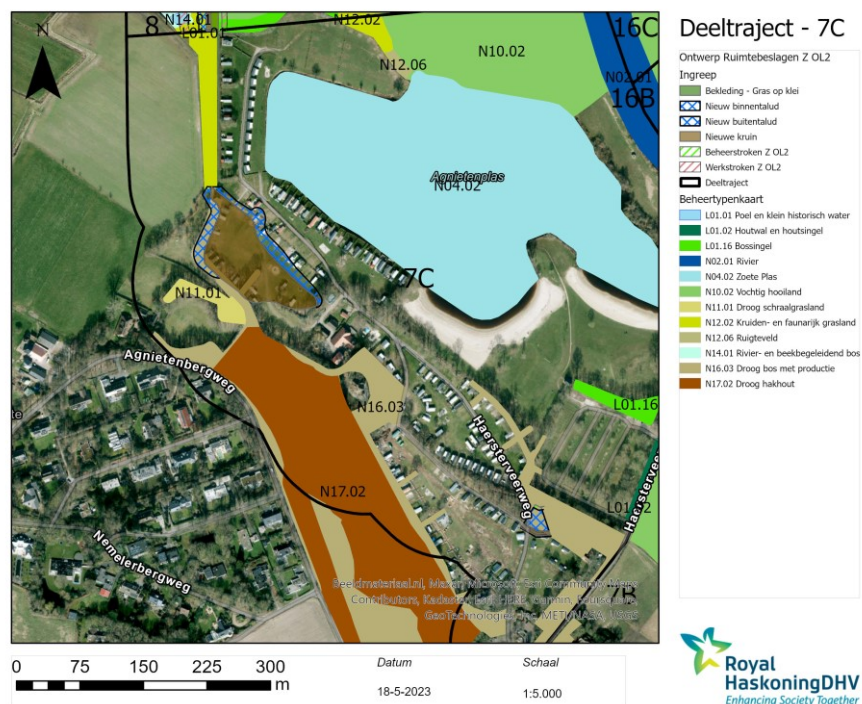 Deeltraject - 7C
Ontwerp Ruimtebeslagen Z OL2
Ingreep
Bekleding - Gras op klei
Nieuw binnentalud
Nieuw buitentalud
Nieuwe kruin
Beheerstroken Z OL2
Werkstroken Z OL2
Deeltraject
Beheertypenkaart
L01.01 Poel en klein historisch water
L01.02 Houtwal en houtsingel
L01.16 Bossingel
N02.01 Rivier
N04.02 Zoete Plas
N10.02 Vochtig hooiland
N11.01 Droog schraalgrasland
N12.02 Kruiden- en faunarijk grasland
N12.06 Ruigteveld
N14.01 Rivier- en beekbegeleidend bos
N16.03 Droog bos met productie
N17.02 Droog hakhout
N
8
N14.01
L01.01
N12.02
16C
N10.02
N12.06
N02.01
16B
Agnietenplas
N04.02
7C
N11.01
Agnietenbergweg
N16.03
L01.16
Haersterveerweg
N17.02
Nemelerbergweg
7B
0 75 150 225 300
m
Datum
18-5-2023
Schaal
1:5.000
Royal
HaskoningDHV
Enhancing Society Together